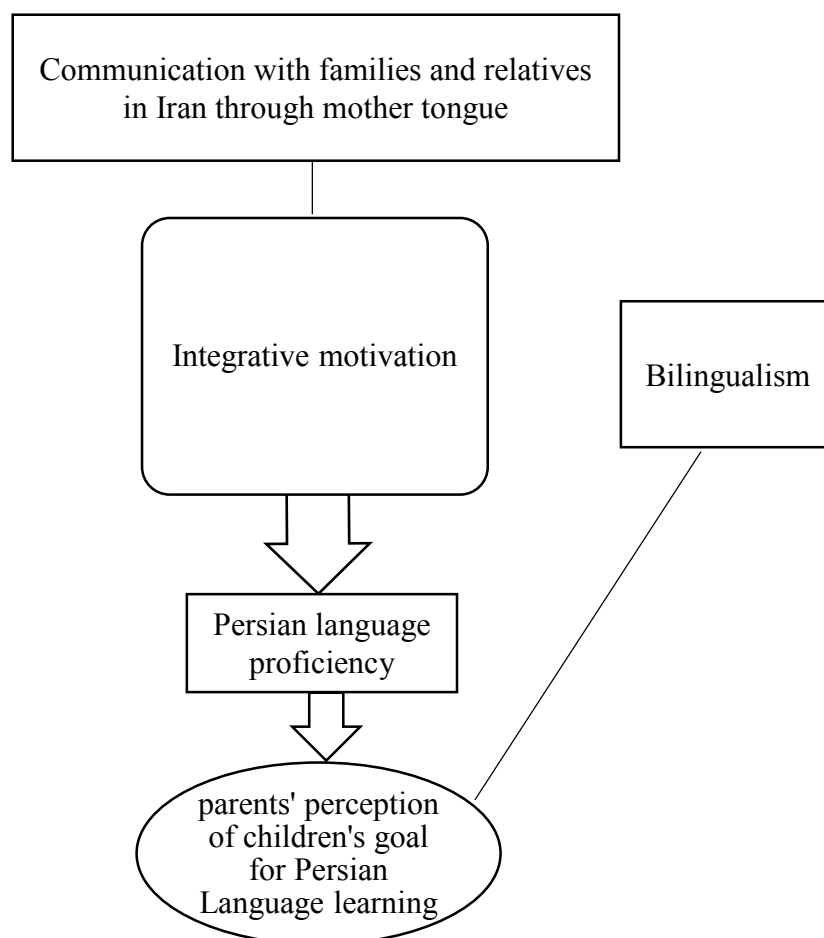 Communication with families and relatives
in Iran through mother tongue
Integrative motivation
Bilingualism
Persian language
proficiency
parents' perception
of children's goal
for Persian
Language learning